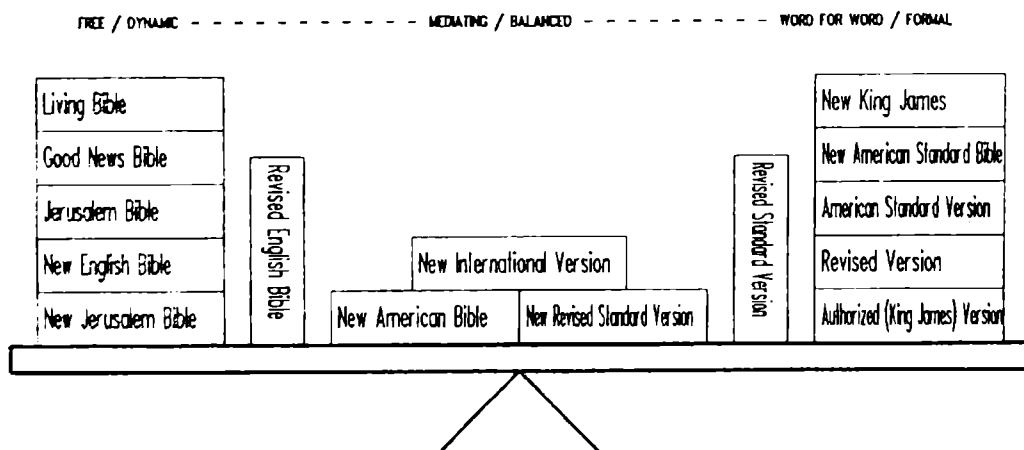 FREE / DYNAMIC - - - - - - - - - - - - - - MEDIATING / BALANCED - - - - - - - - - - - - WORD FOR WORD / FORMAL
Living Bible
Good News Bible
Jerusalem Bible
New English Bible
New Jerusalem Bible
Revised English Bible
New International Version
New American Bible
New Revised Standard Version
Revised Standard Version
New King James
New American Standard Bible
American Standard Version
Revised Version
Authorized (King James) Version